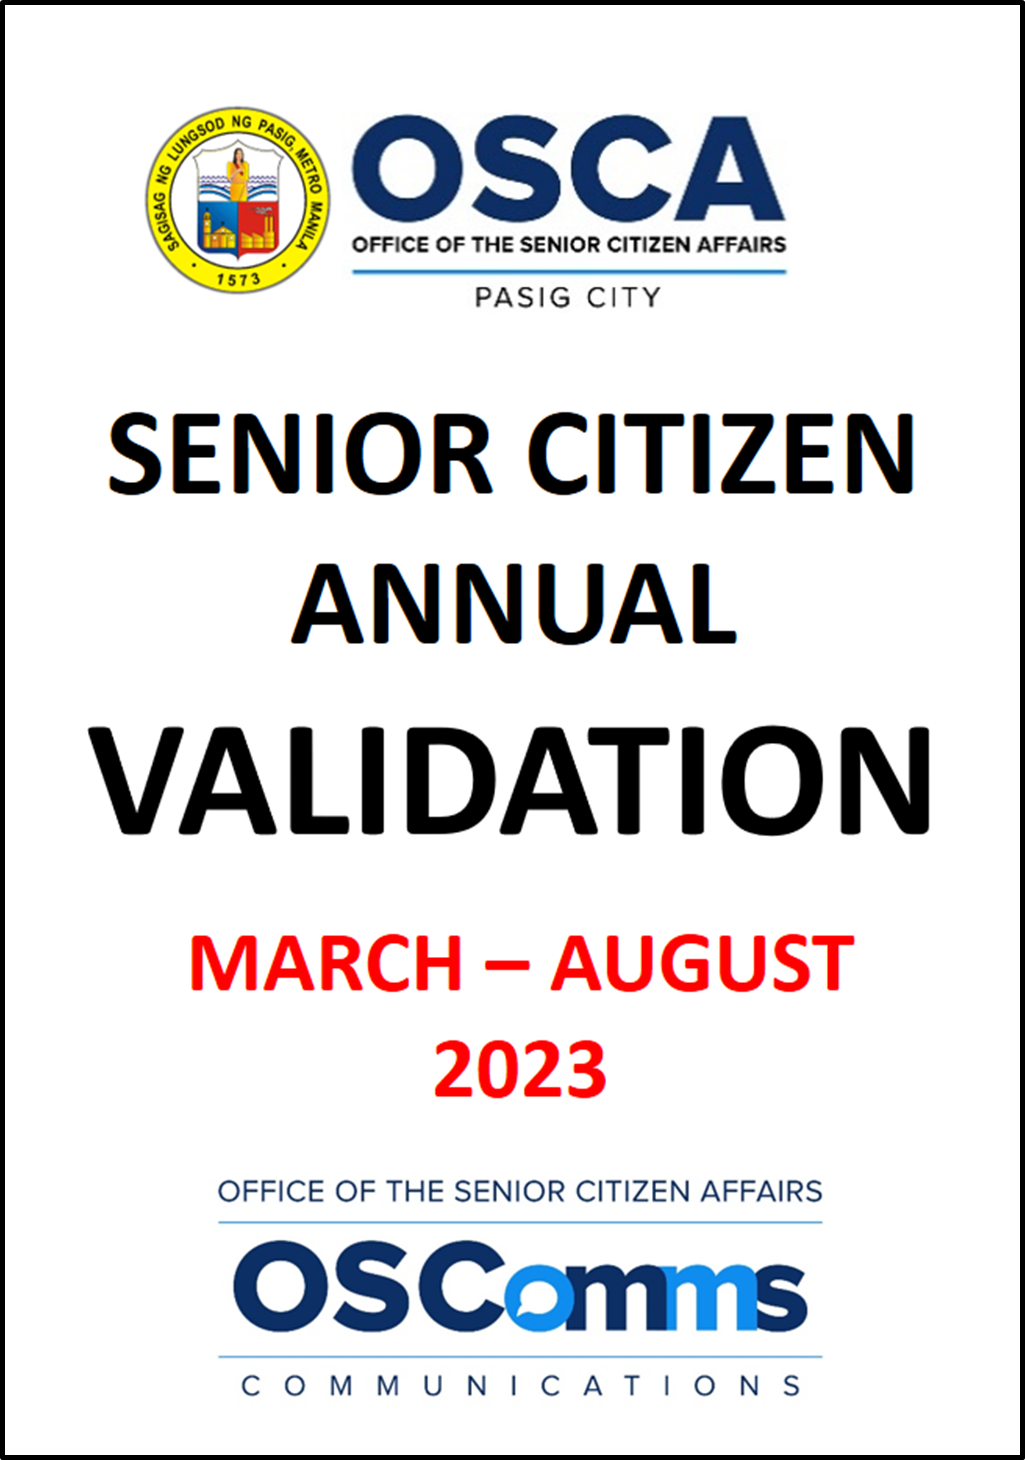 SAGISAG NG LUNGSOD NG PASIG, METRO MANILA
1573
OSCA
OFFICE OF THE SENIOR CITIZEN AFFAIRS
PASIG CITY
SENIOR CITIZEN
ANNUAL
VALIDATION
MARCH – AUGUST
2023
OFFICE OF THE SENIOR CITIZEN AFFAIRS
OSComms
COMMUNICATIONS